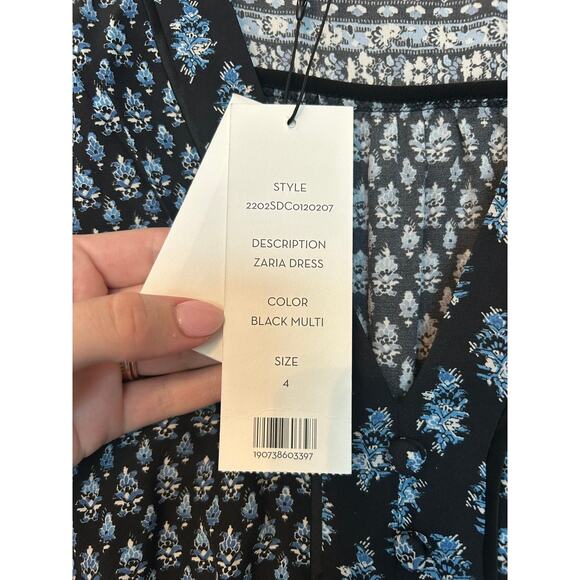 STYLE
2202SDC0120207
DESCRIPTION
ZARIA DRESS
COLOR
BLACK MULTI
SIZE
4
190738603397